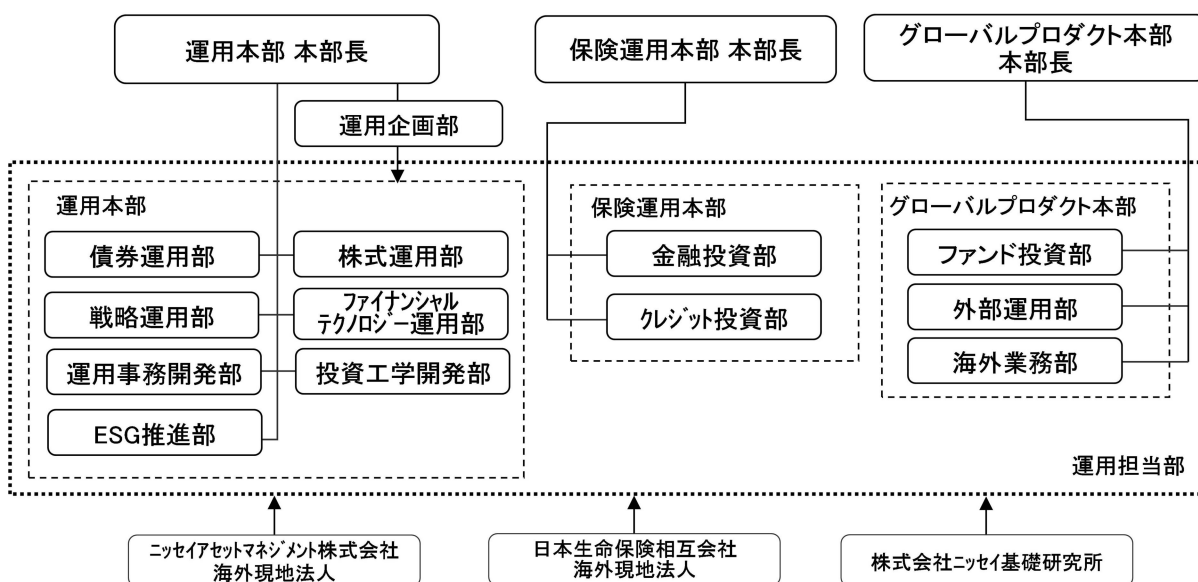 運用本部 本部長
保険運用本部 本部長
グローバルプロダクト本部
本部長
運用企画部
運用本部
債券運用部
株式運用部
戦略運用部
ファイナンシャル
テクノロジー運用部
運用事務開発部
投資工学開発部
ESG推進部
保険運用本部
金融投資部
クレジット投資部
グローバルプロダクト本部
ファンド投資部
外部運用部
海外業務部
運用担当部
ニッセイアセットマネジメント株式会社
海外現地法人
日本生命保険相互会社
海外現地法人
株式会社ニッセイ基礎研究所